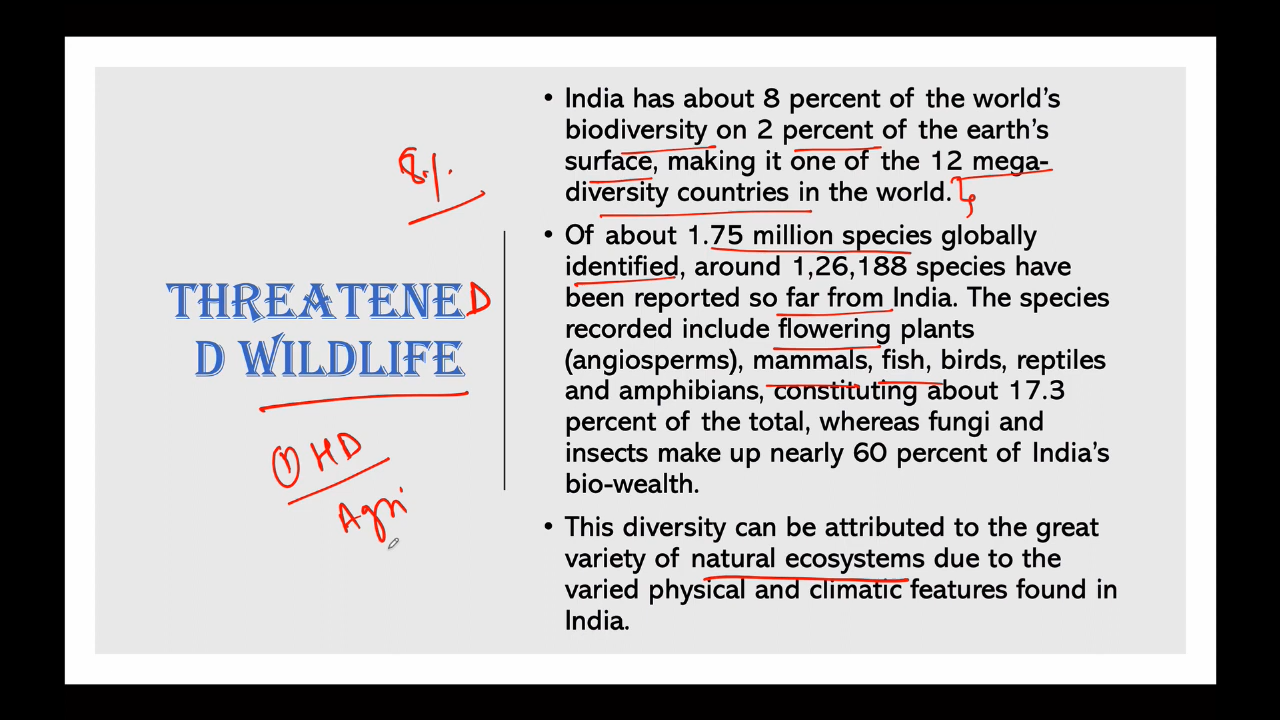 8%
THREATENE
D
D WILDLIFE
① HD
Agri
• India has about 8 percent of the world's
biodiversity on 2 percent of the earth's
surface, making it one of the 12 mega-
diversity countries in the world.
• Of about 1.75 million species globally
identified, around 1,26,188 species have
been reported so far from India. The species
recorded include flowering plants
(angiosperms), mammals, fish, birds, reptiles
and amphibians, constituting about 17.3
percent of the total, whereas fungi and
insects make up nearly 60 percent of India's
bio-wealth.
• This diversity can be attributed to the great
variety of natural ecosystems due to the
varied physical and climatic features found in
India.